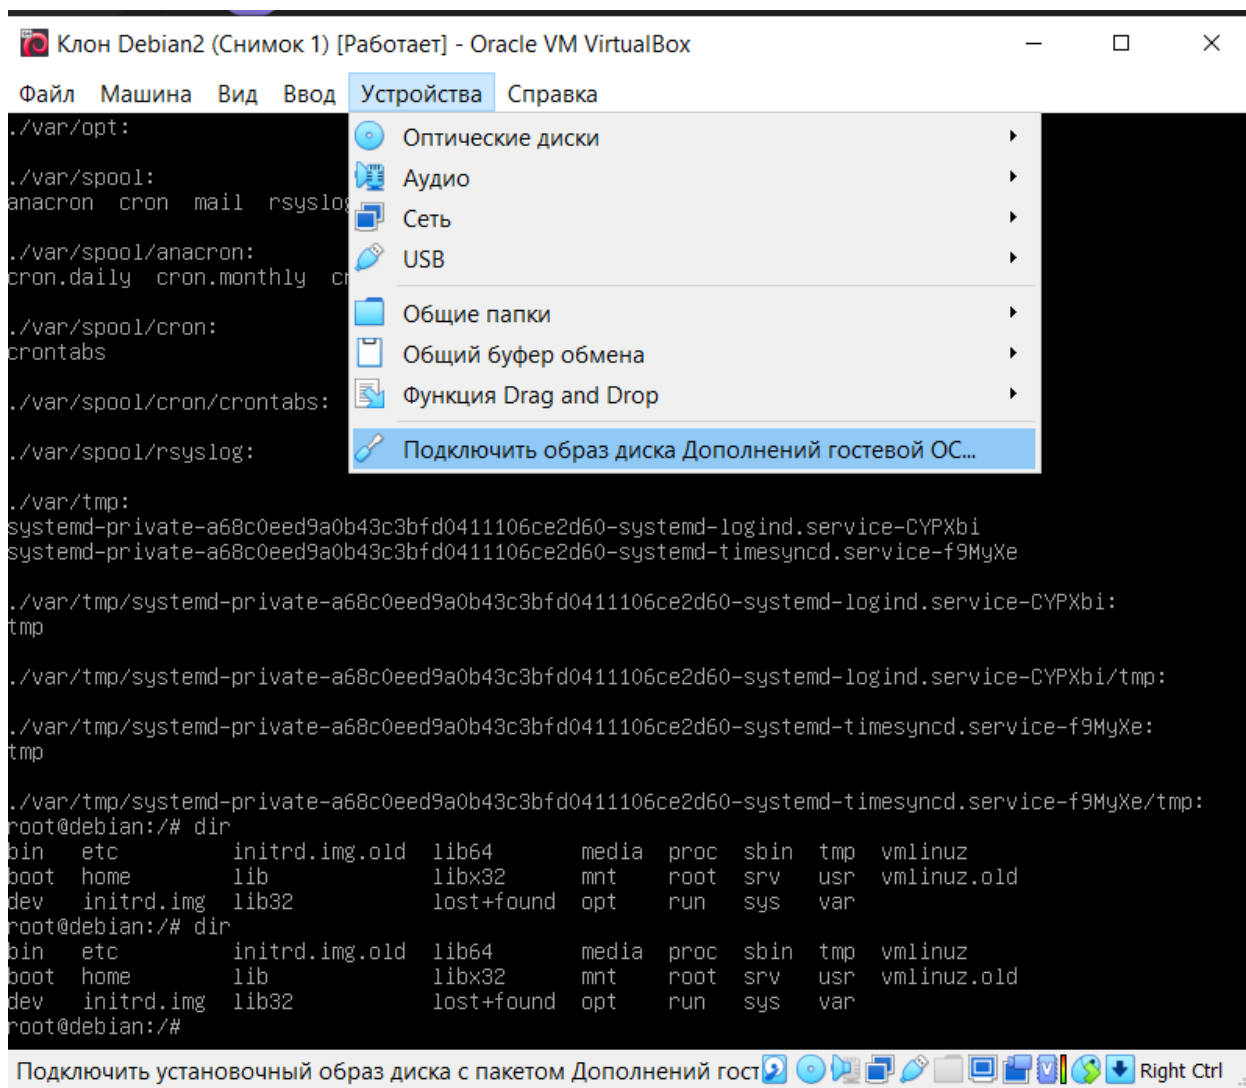 Клон Debian2 (Снимок 1) [Работает] - Oracle VM VirtualBox
Файл Машина Вид Ввод Устройства Справка
Оптические диски
Аудио
Сеть
USB
Общие папки
Общий буфер обмена
Функция Drag and Drop
Подключить образ диска Дополнений гостевой ОС...
./var/opt:
./var/spool:
anacron cron mail rsyslog
./var/spool/anacron:
cron.daily cron.monthly
./var/spool/cron:
crontabs
./var/spool/cron/crontabs:
./var/spool/rsyslog:
./var/tmp:
systemd-private-a68c0eed9a0b43c3bfd0411106ce2d60-systemd-logind.service-CYPXbi
systemd-private-a68c0eed9a0b43c3bfd0411106ce2d60-systemd-timesyncd.service-f9MyXe
./var/tmp/systemd-private-a68c0eed9a0b43c3bfd0411106ce2d60-systemd-logind.service-CYPXbi:
tmp
./var/tmp/systemd-private-a68c0eed9a0b43c3bfd0411106ce2d60-systemd-logind.service-CYPXbi/tmp:
./var/tmp/systemd-private-a68c0eed9a0b43c3bfd0411106ce2d60-systemd-timesyncd.service-f9MyXe:
tmp
./var/tmp/systemd-private-a68c0eed9a0b43c3bfd0411106ce2d60-systemd-timesyncd.service-f9MyXe/tmp:
root@debian:/# dir
bin etc initrd.img.old lib64 media proc sbin tmp vmlinuz
boot home lib libx32 mnt root srv usr vmlinuz.old
dev initrd.img lib32 lost+found opt run sys var
root@debian:/# dir
bin etc initrd.img.old lib64 media proc sbin tmp vmlinuz
boot home lib libx32 mnt root srv usr vmlinuz.old
dev initrd.img lib32 lost+found opt run sys var
root@debian:/#
Подключить установочный образ диска с пакетом Дополнений гост Right Ctrl